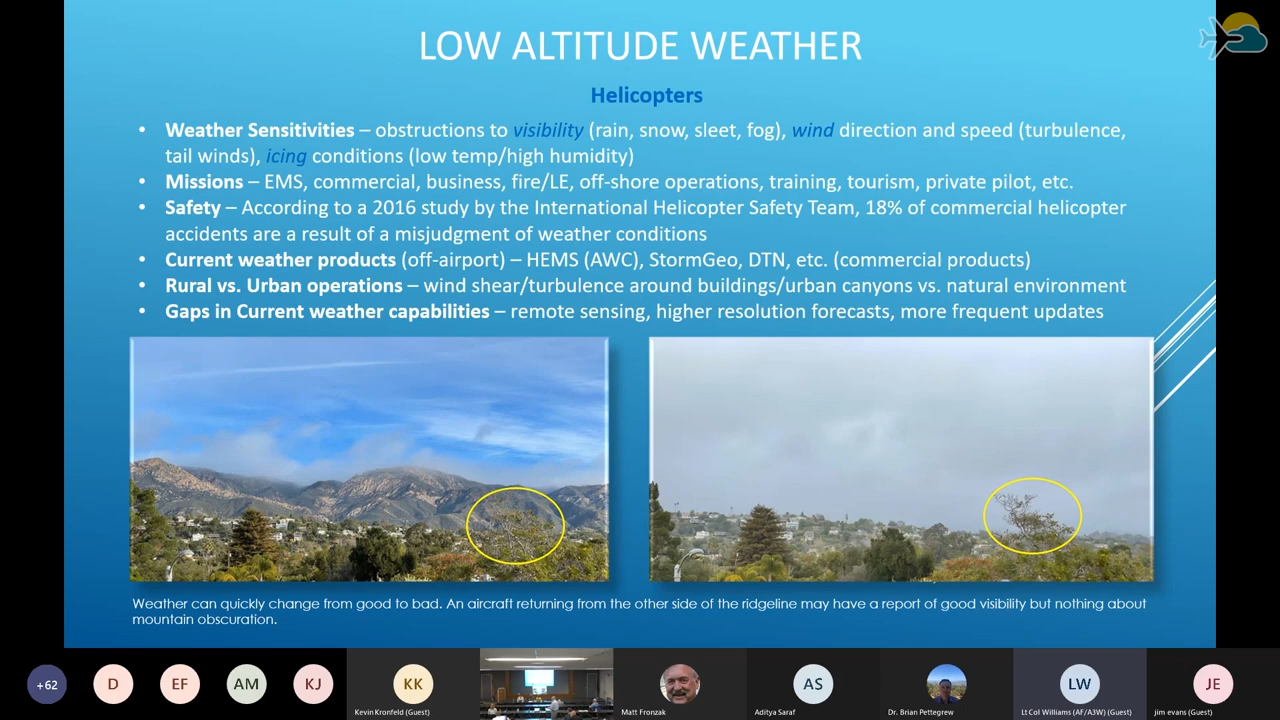 LOW ALTITUDE WEATHER
Helicopters
• Weather Sensitivities – obstructions to visibility (rain, snow, sleet, fog), wind direction and speed (turbulence,
tail winds), icing conditions (low temp/high humidity)
• Missions – EMS, commercial, business, fire/LE, off-shore operations, training, tourism, private pilot, etc.
• Safety – According to a 2016 study by the International Helicopter Safety Team, 18% of commercial helicopter
accidents are a result of a misjudgment of weather conditions
• Current weather products (off-airport) – HEMS (AWC), StormGeo, DTN, etc. (commercial products)
• Rural vs. Urban operations – wind shear/turbulence around buildings/urban canyons vs. natural environment
• Gaps in Current weather capabilities – remote sensing, higher resolution forecasts, more frequent updates
Weather can quickly change from good to bad. An aircraft returning from the other side of the ridgeline may have a report of good visibility but nothing about
mountain obscuration.
+62
D
EF
AM
KJ
KK
AS
LW
JE
Kevin Kronfeld (Guest)
Matt Fronzak
Aditya Saraf
Dr. Brian Pettegrew
Lt Col Williams (AF/A3W) (Guest)
jim evans (Guest)